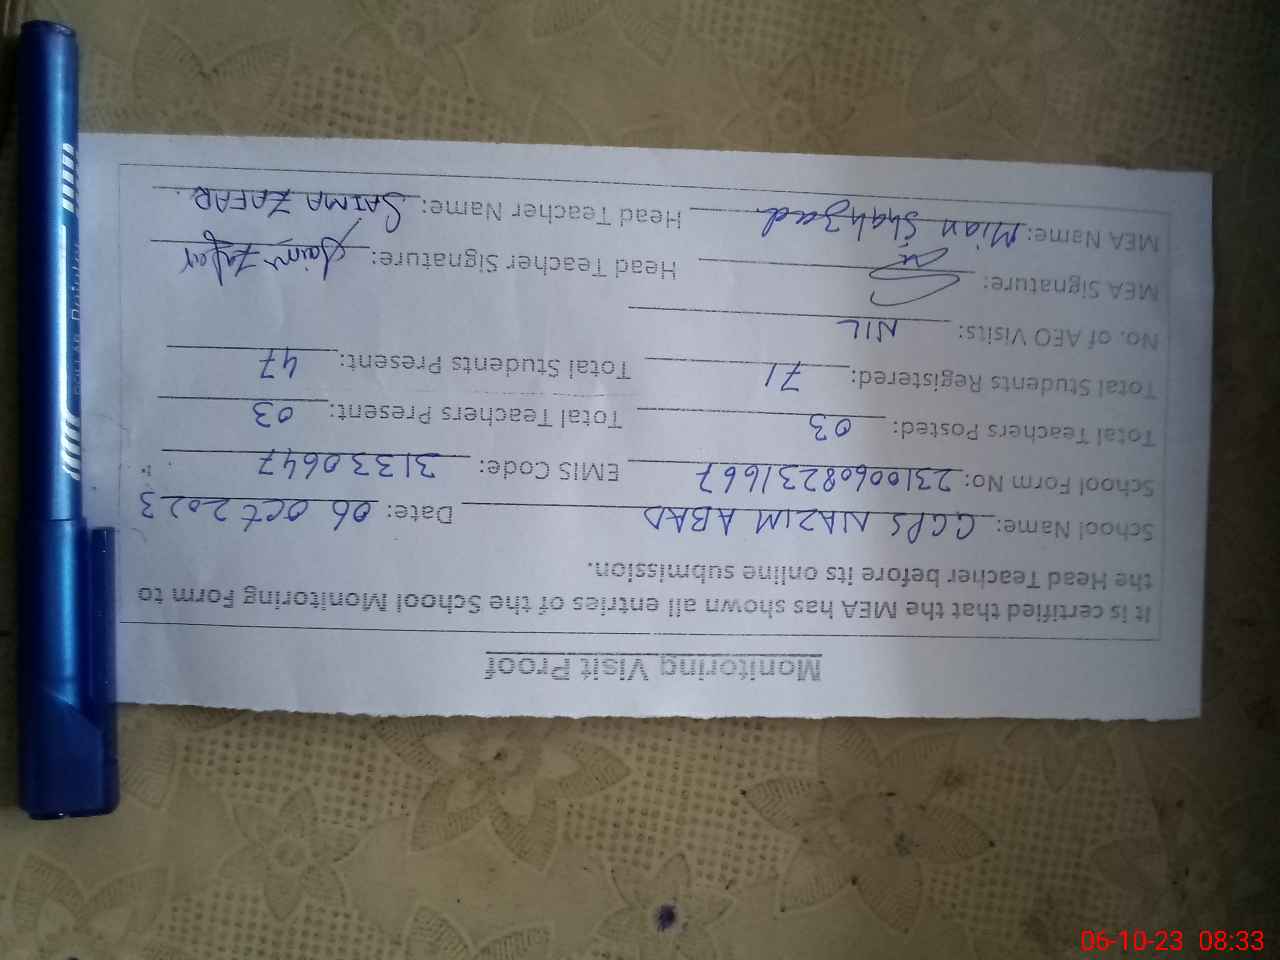 Monitoring Visit Proof
It is certified that the MEA has shown all entries of the School Monitoring Form to
the Head Teacher before its online submission.
School Name: GGPS NAZIM ABAD Date: 06 OCT 2023
School Form No: 23100608231667 EMIS Code: 31330647
Total Teachers Posted: 03 Total Teachers Present: 03
Total Students Registered: 71 Total Students Present: 47
No. of AEO Visits: NIL
MEA Signature: Head Teacher Signature: Saima Zafar
MEA Name: Mian Shahzad Head Teacher Name: SAIMA ZAFAR.
06-10-23 08:33